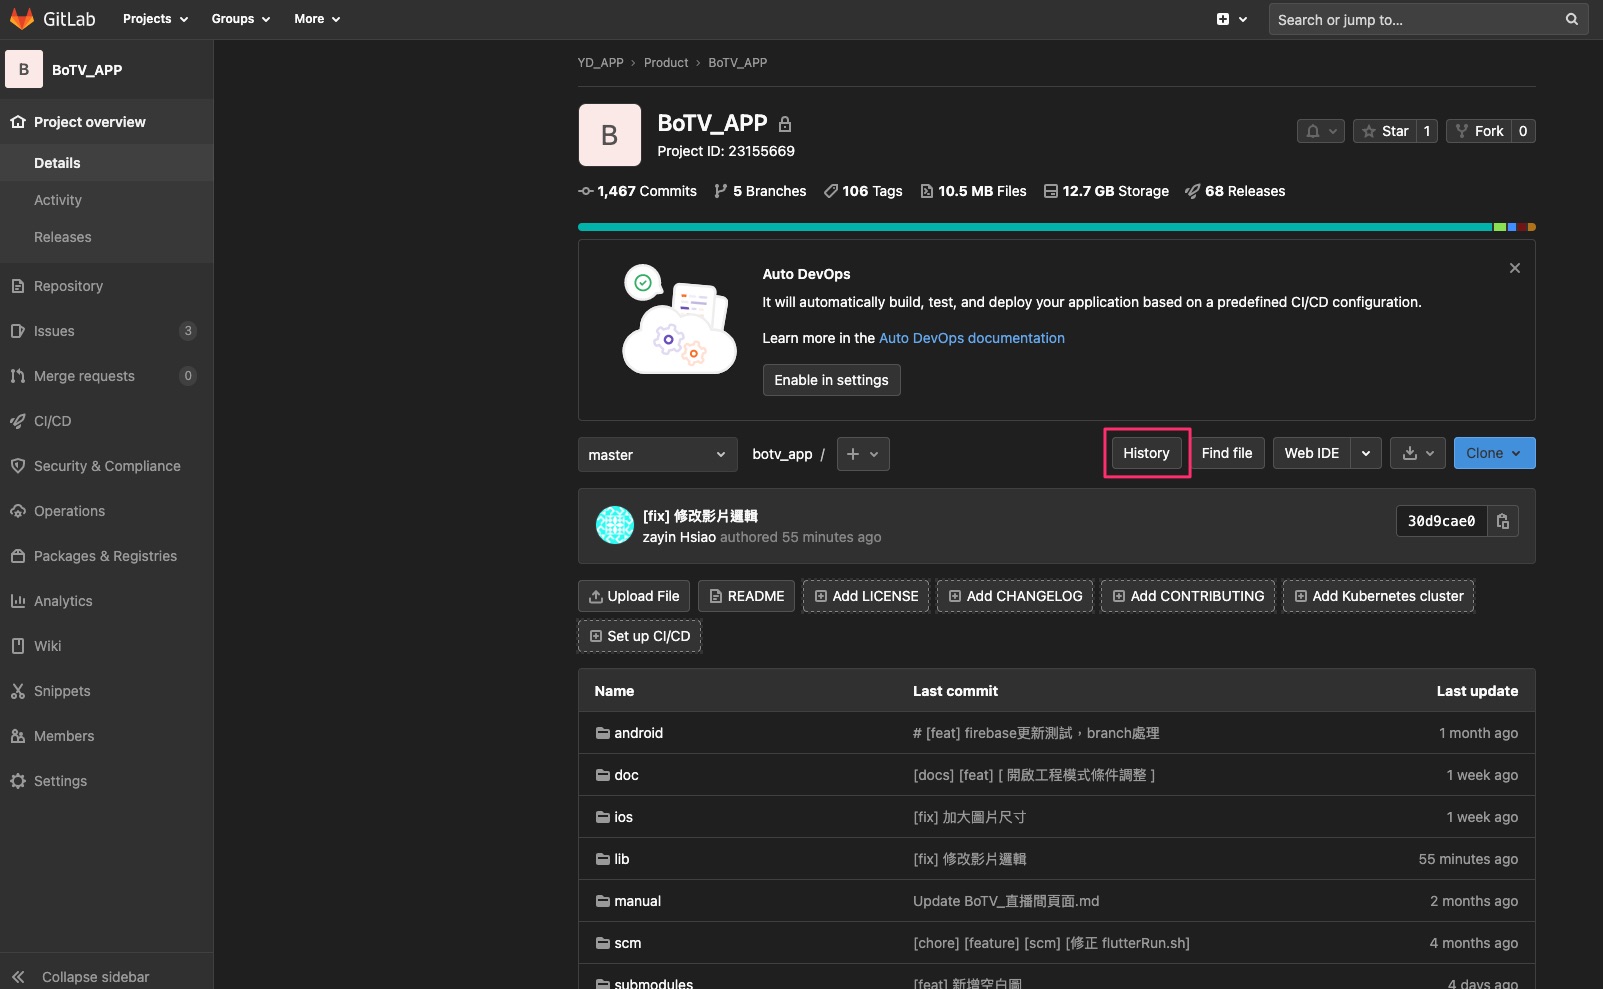 GitLab Projects Groups More Search or jump to...
B BoTV_APP
Project overview
Details
Activity
Releases
Repository
Issues 3
Merge requests 0
CI/CD
Security & Compliance
Operations
Packages & Registries
Analytics
Wiki
Snippets
Members
Settings
Collapse sidebar
YD_APP › Product › BoTV_APP
B
BoTV_APP
Project ID: 23155669
Star 1 Fork 0
1,467 Commits 5 Branches 106 Tags 10.5 MB Files 12.7 GB Storage 68 Releases
Auto DevOps
It will automatically build, test, and deploy your application based on a predefined CI/CD configuration.
Learn more in the Auto DevOps documentation
Enable in settings
master botv_app / + History Find file Web IDE Clone
[fix] 修改影片邏輯
zayin Hsiao authored 55 minutes ago
30d9cae0
Upload File README Add LICENSE Add CHANGELOG Add CONTRIBUTING Add Kubernetes cluster
Set up CI/CD
Name Last commit Last update
android # [feat] firebase更新測試，branch處理 1 month ago
doc [docs] [feat] [ 開啟工程模式條件調整 ] 1 week ago
ios [fix] 加大圖片尺寸 1 week ago
lib [fix] 修改影片邏輯 55 minutes ago
manual Update BoTV_直播間頁面.md 2 months ago
scm [chore] [feature] [scm] [修正 flutterRun.sh] 4 months ago
submodules [feat] 新增空白圖 4 days ago